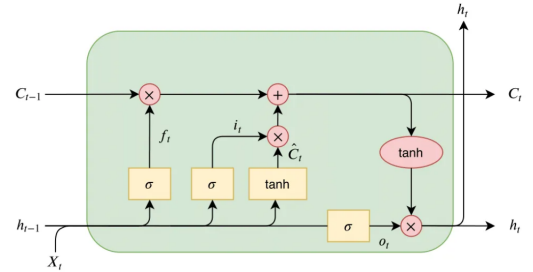 h_t
C_{t-1}
×
+
C_t
f_t
i_t
×
Ĉ_t
tanh
σ
σ
tanh
h_{t-1}
σ
o_t
×
h_t
X_t